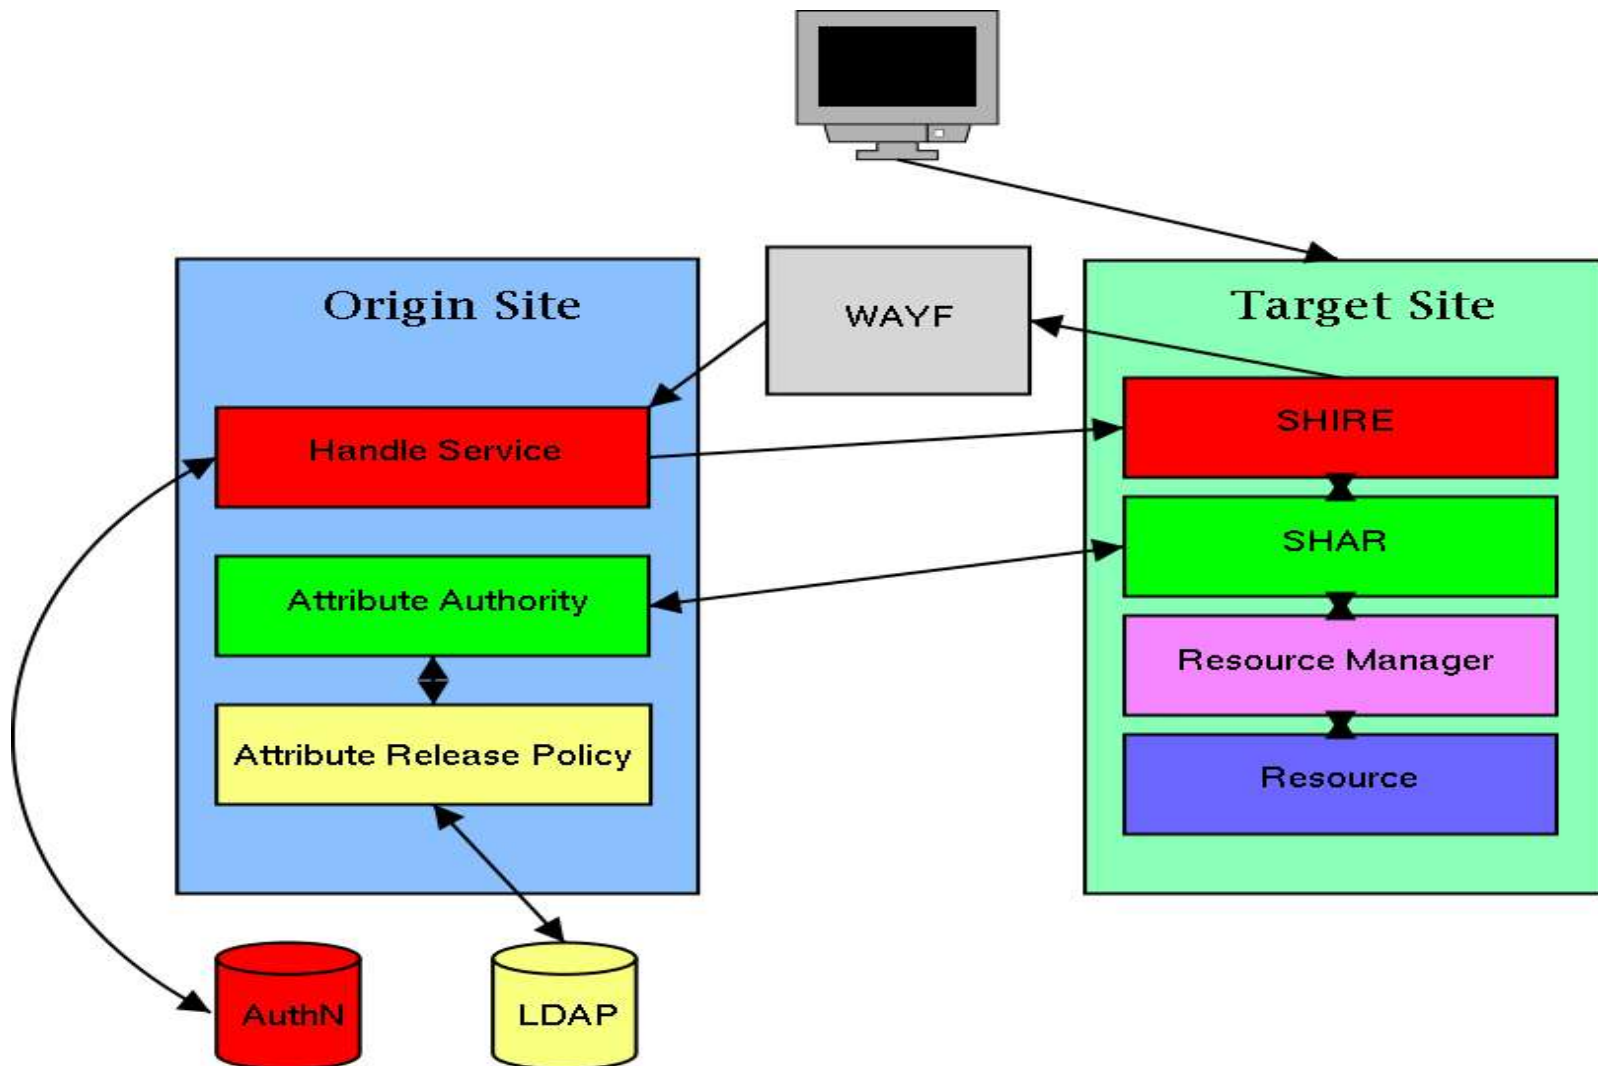 Origin Site
WAYF
Target Site
Handle Service
SHIRE
Attribute Authority
SHAR
Attribute Release Policy
Resource Manager
Resource
AuthN
LDAP